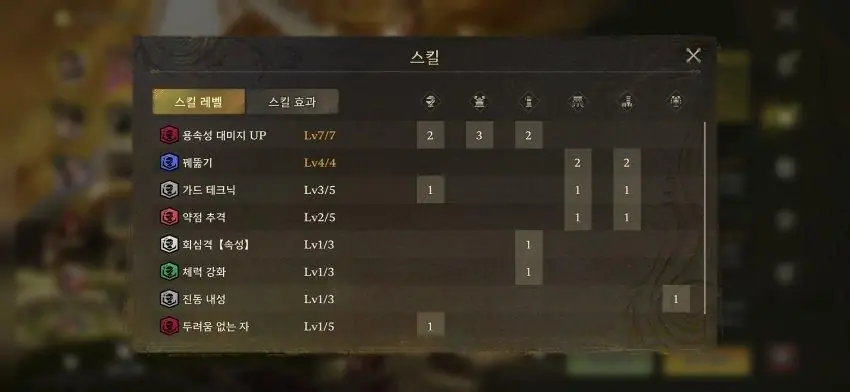 스킬
스킬 레벨 스킬 효과
용속성 대미지 UP Lv7/7 2 3 2
꿰뚫기 Lv4/4 2 2
가드 테크닉 Lv3/5 1 1 1
약점 추격 Lv2/5 1 1
회심격【속성】 Lv1/3 1
체력 강화 Lv1/3 1
진동 내성 Lv1/3 1
두려움 없는 자 Lv1/5 1